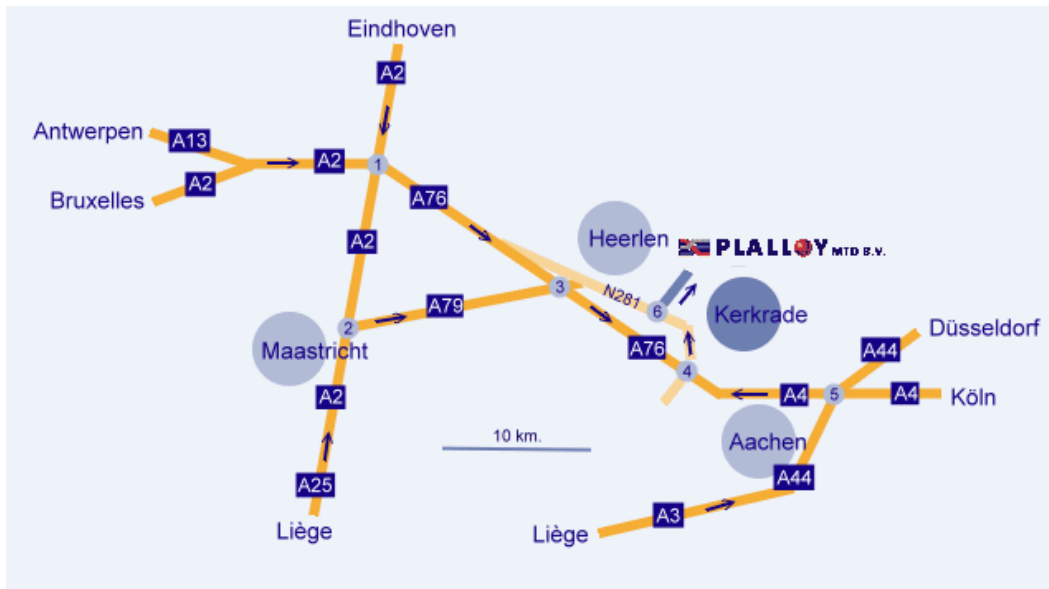 Eindhoven
A2
Antwerpen
A13
A2
1
Bruxelles
A2
A76
Heerlen
PLALLOY MTD B.V.
A2
3
N281
6
Kerkrade
A79
2
Maastricht
A76
Düsseldorf
A44
4
A2
A4
5
A4
Köln
10 km.
Aachen
A25
A44
Liège
A3
Liège